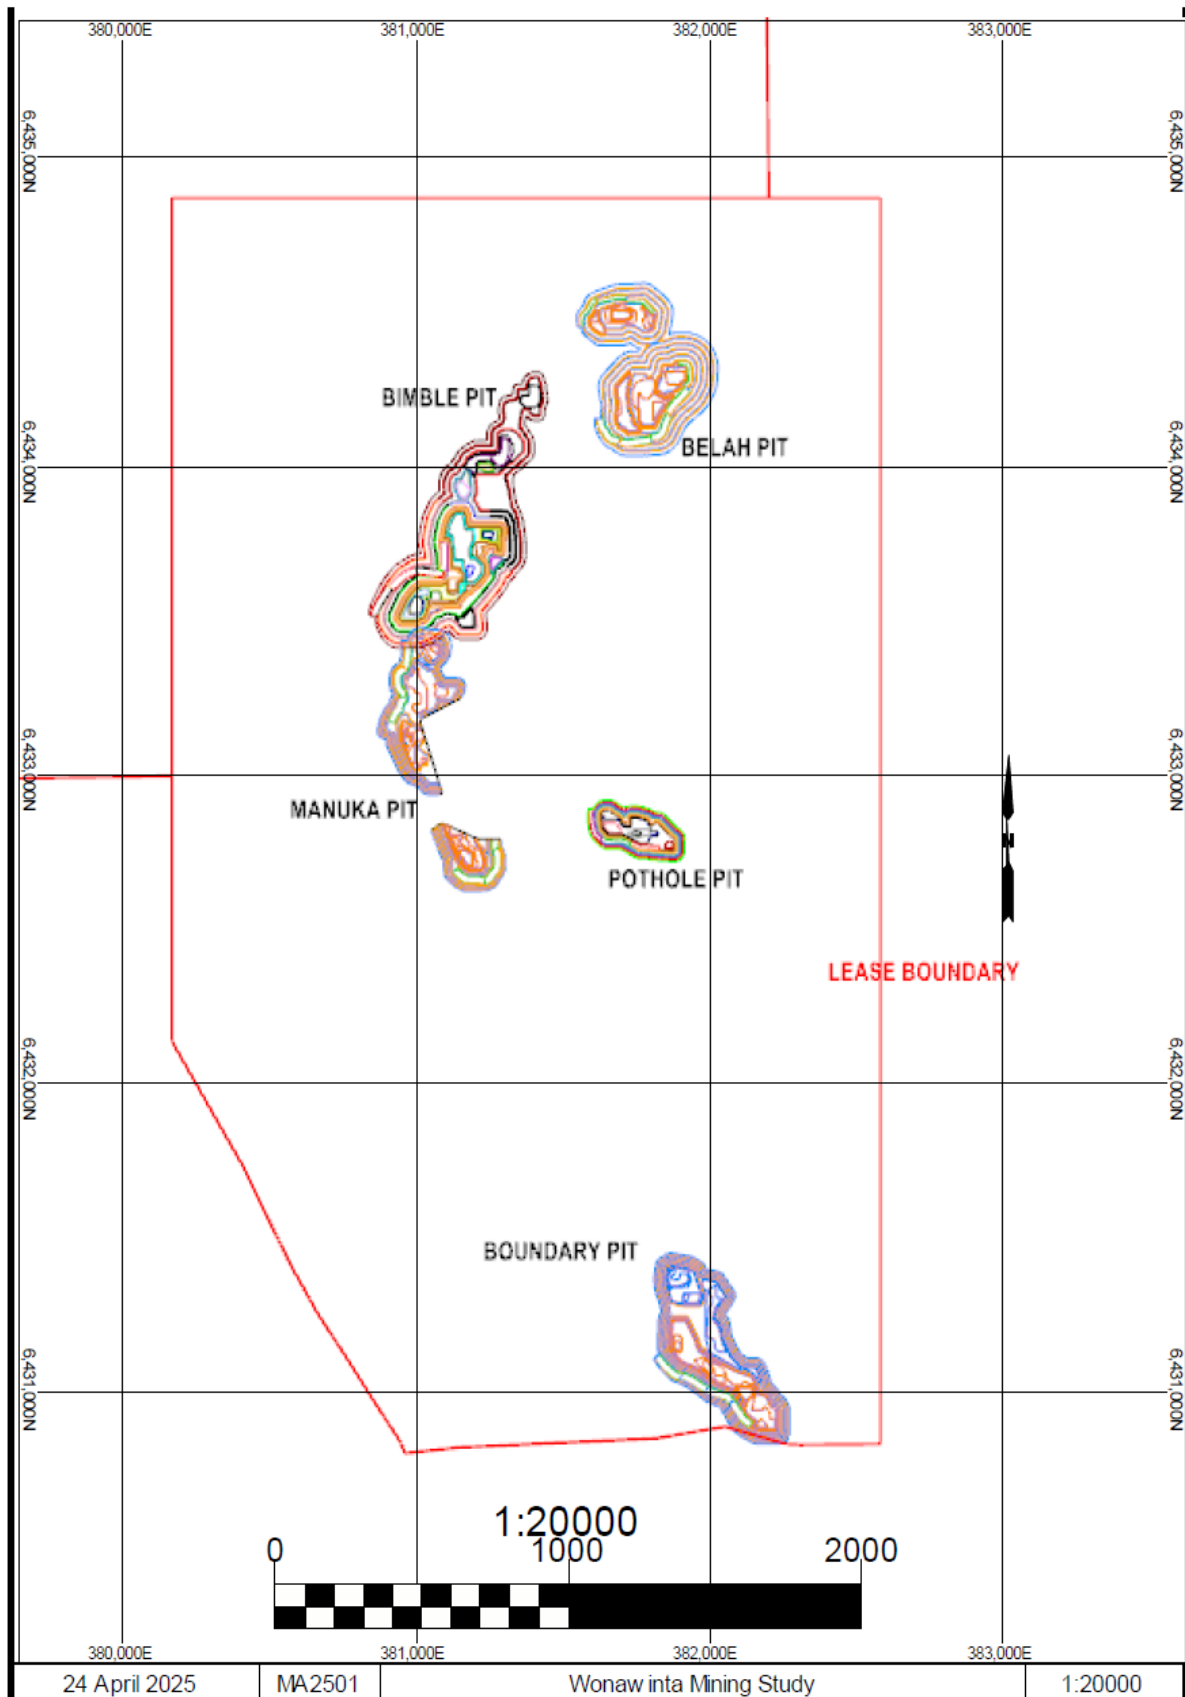 380,000E 381,000E 382,000E 383,000E
6,435,000N 6,435,000N
BIMBLE PIT
BELAH PIT
6,434,000N 6,434,000N
6,433,000N 6,433,000N
MANUKA PIT
POTHOLE PIT
N
LEASE BOUNDARY
6,432,000N 6,432,000N
BOUNDARY PIT
6,431,000N 6,431,000N
1:20000
0 1000 2000
380,000E 381,000E 382,000E 383,000E
24 April 2025 MA2501 Wonawinta Mining Study 1:20000